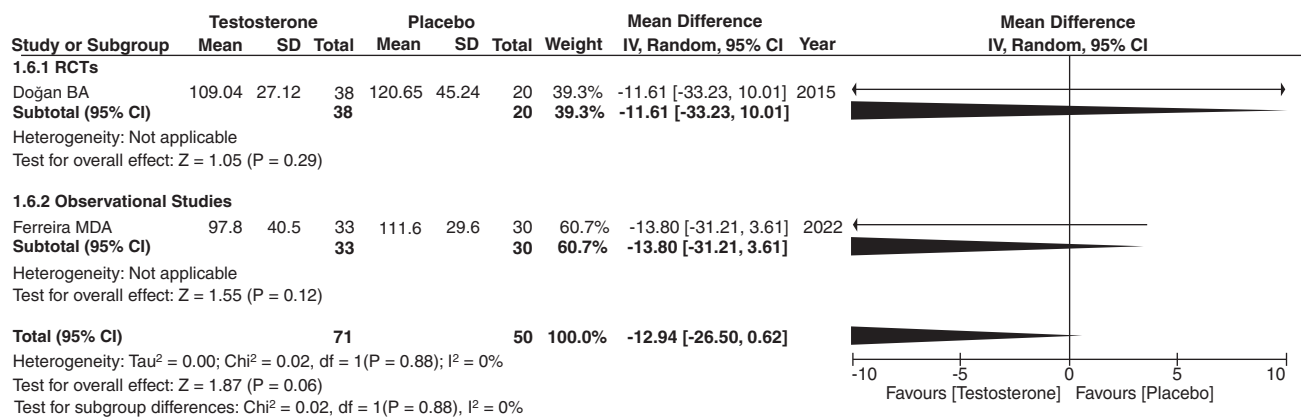 Testosterone Placebo Mean Difference Mean Difference
Study or Subgroup Mean SD Total Mean SD Total Weight IV, Random, 95% CI Year IV, Random, 95% CI
1.6.1 RCTs
Doğan BA 109.04 27.12 38 120.65 45.24 20 39.3% -11.61 [-33.23, 10.01] 2015
Subtotal (95% CI) 38 20 39.3% -11.61 [-33.23, 10.01]
Heterogeneity: Not applicable
Test for overall effect: Z = 1.05 (P = 0.29)
1.6.2 Observational Studies
Ferreira MDA 97.8 40.5 33 111.6 29.6 30 60.7% -13.80 [-31.21, 3.61] 2022
Subtotal (95% CI) 33 30 60.7% -13.80 [-31.21, 3.61]
Heterogeneity: Not applicable
Test for overall effect: Z = 1.55 (P = 0.12)
Total (95% CI) 71 50 100.0% -12.94 [-26.50, 0.62]
Heterogeneity: Tau² = 0.00; Chi² = 0.02, df = 1(P = 0.88); I² = 0%
Test for overall effect: Z = 1.87 (P = 0.06)
Test for subgroup differences: Chi² = 0.02, df = 1(P = 0.88), I² = 0%
-10 -5 0 5 10
Favours [Testosterone] Favours [Placebo]